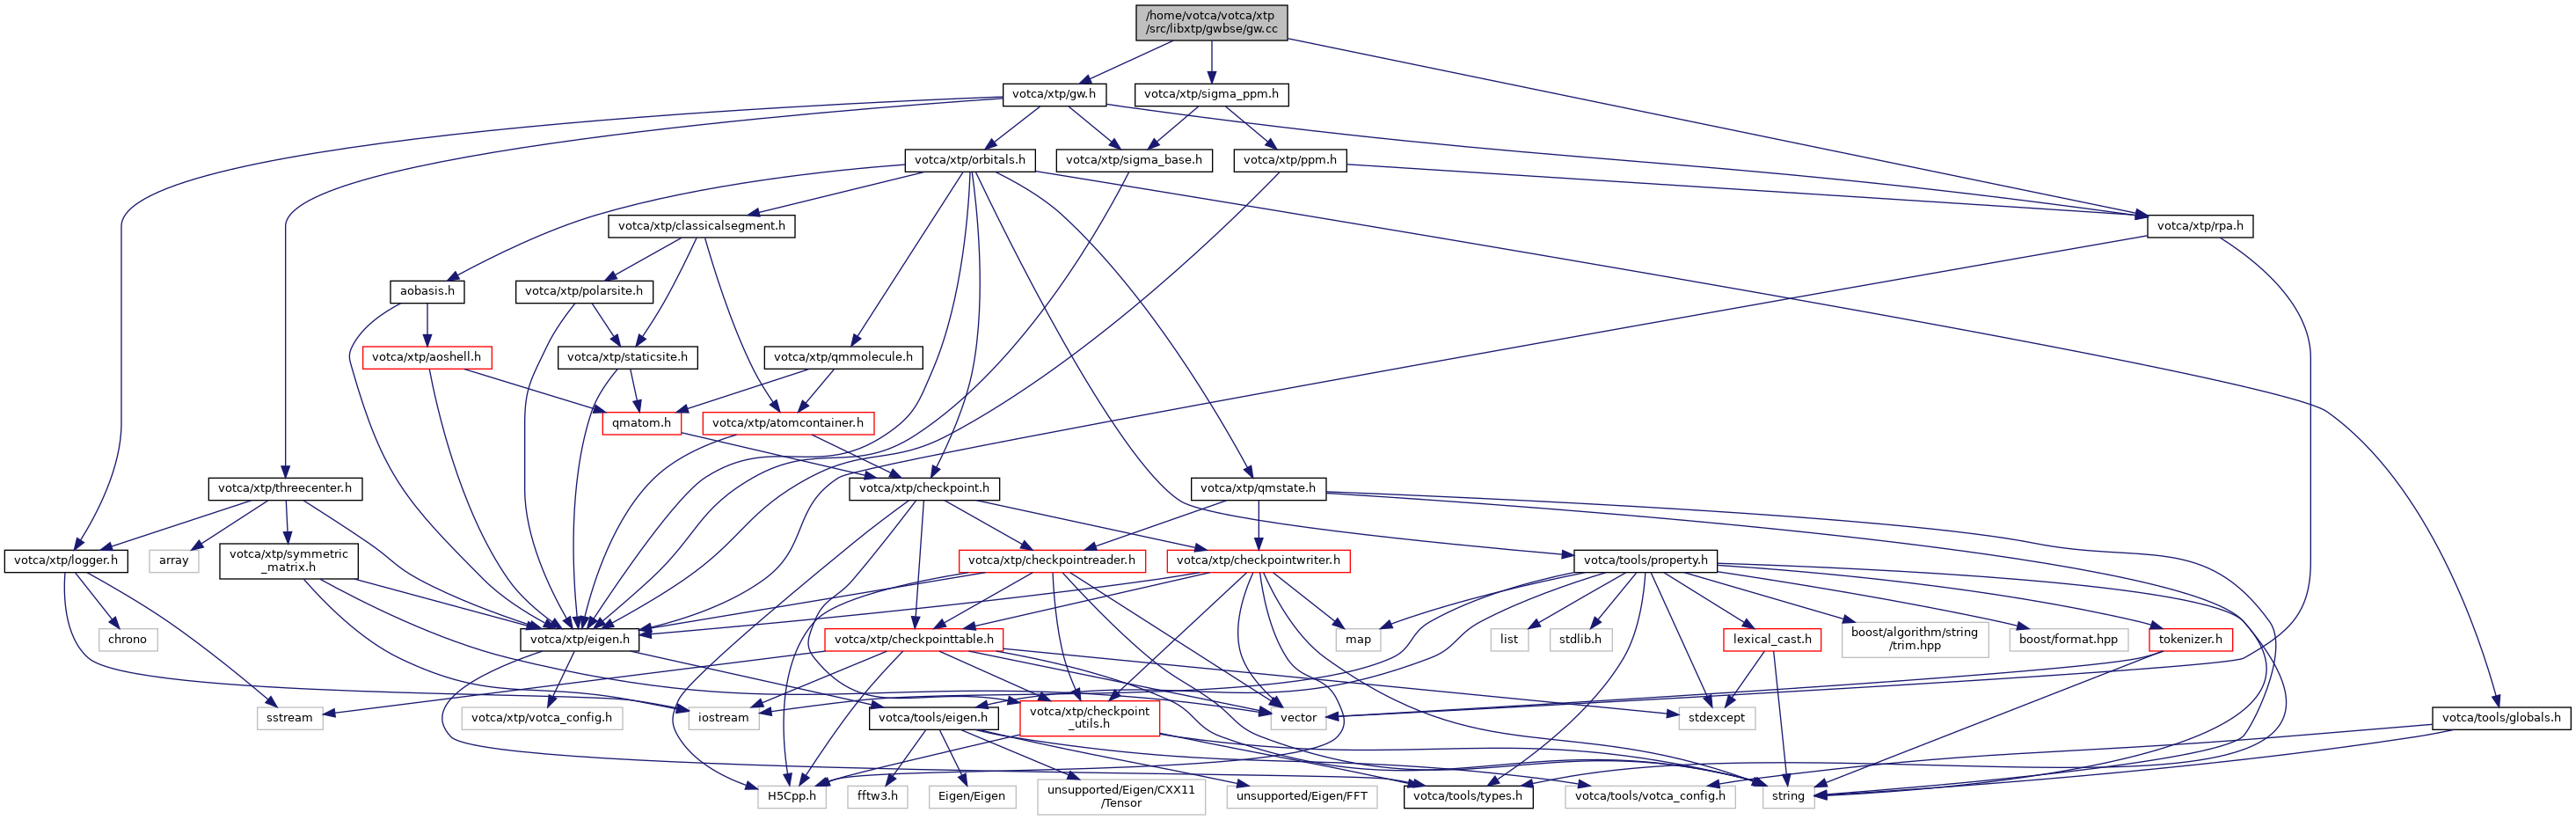 /home/votca/votca/xtp
/src/libxtp/gwbse/gw.cc
votca/xtp/gw.h
votca/xtp/sigma_ppm.h
votca/xtp/orbitals.h
votca/xtp/sigma_base.h
votca/xtp/ppm.h
votca/xtp/classicalsegment.h
votca/xtp/rpa.h
aobasis.h
votca/xtp/polarsite.h
votca/xtp/aoshell.h
votca/xtp/staticsite.h
votca/xtp/qmmolecule.h
qmatom.h
votca/xtp/atomcontainer.h
votca/xtp/threecenter.h
votca/xtp/checkpoint.h
votca/xtp/qmstate.h
votca/xtp/logger.h
array
votca/xtp/symmetric
_matrix.h
votca/xtp/checkpointreader.h
votca/xtp/checkpointwriter.h
votca/tools/property.h
chrono
votca/xtp/eigen.h
votca/xtp/checkpointtable.h
map
list
stdlib.h
lexical_cast.h
boost/algorithm/string
/trim.hpp
boost/format.hpp
tokenizer.h
sstream
votca/xtp/votca_config.h
iostream
votca/tools/eigen.h
votca/xtp/checkpoint
_utils.h
vector
stdexcept
votca/tools/globals.h
H5Cpp.h
fftw3.h
Eigen/Eigen
unsupported/Eigen/CXX11
/Tensor
unsupported/Eigen/FFT
votca/tools/types.h
votca/tools/votca_config.h
string